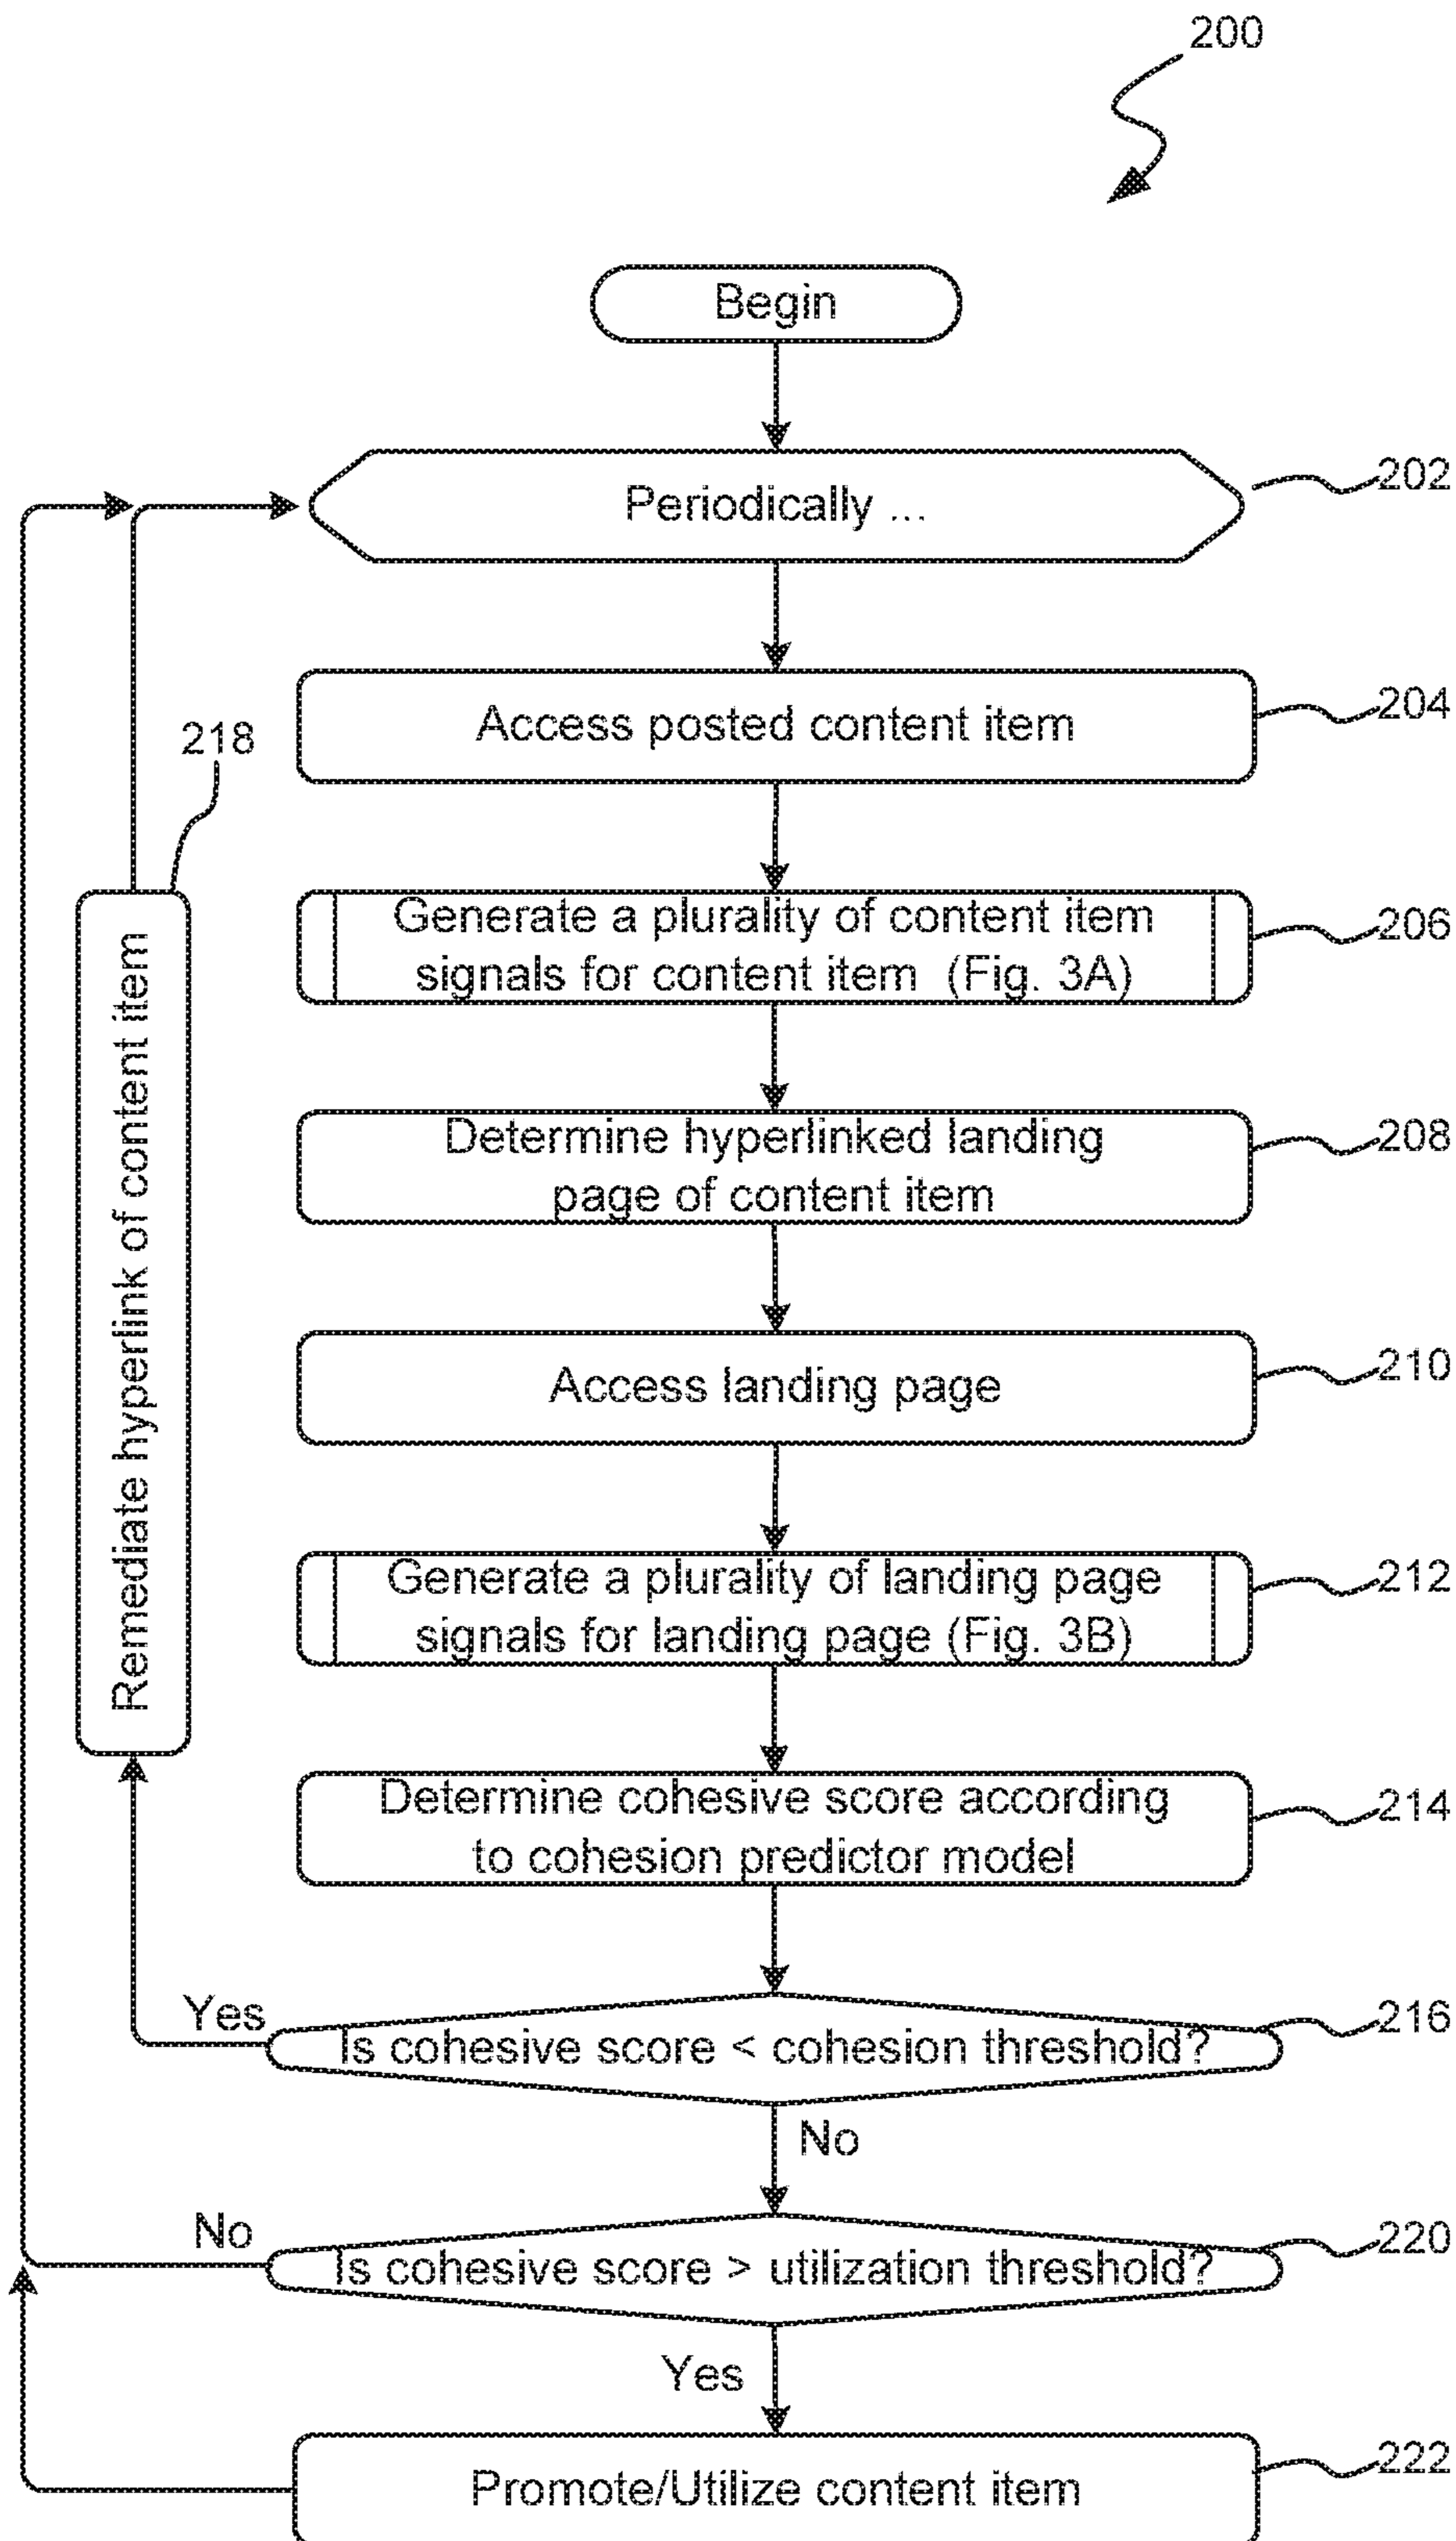 200
Begin
Periodically ...
202
Access posted content item
204
218
Generate a plurality of content item
signals for content item (Fig. 3A)
206
Remediate hyperlink of content item
Determine hyperlinked landing
page of content item
208
Access landing page
210
Generate a plurality of landing page
signals for landing page (Fig. 3B)
212
Determine cohesive score according
to cohesion predictor model
214
Yes
Is cohesive score < cohesion threshold?
216
No
No
Is cohesive score > utilization threshold?
220
Yes
Promote/Utilize content item
222